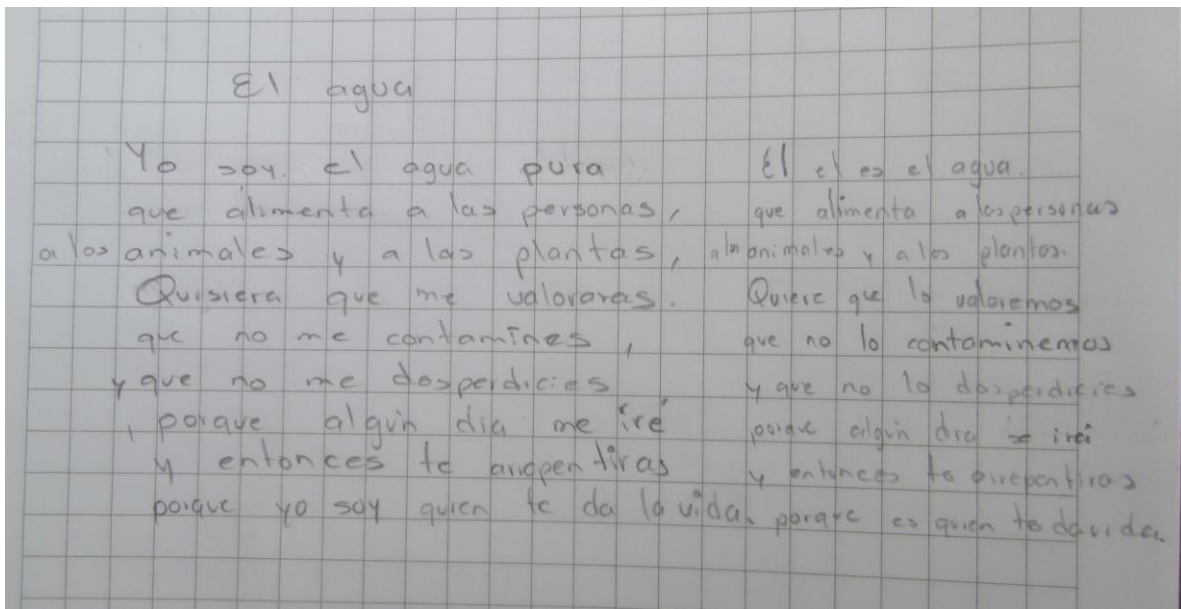 El agua
Yo soy. el agua pura
que alimenta a las personas,
a los animales y a las plantas,
Quisiera que me valoraras.
que no me contamines,
y que no me desperdicies
, porque algún día me iré
y entonces te arrepentiras
porque yo soy quien te da la vida.
El el es el agua.
que alimenta a las personas
a los animales y a las plantas.
Quiere que lo valoremos
que no lo contaminemos
y que no lo desperdicies
porque algún dia se irá
y entonces te arrepentiras
porque es quien te da vida.